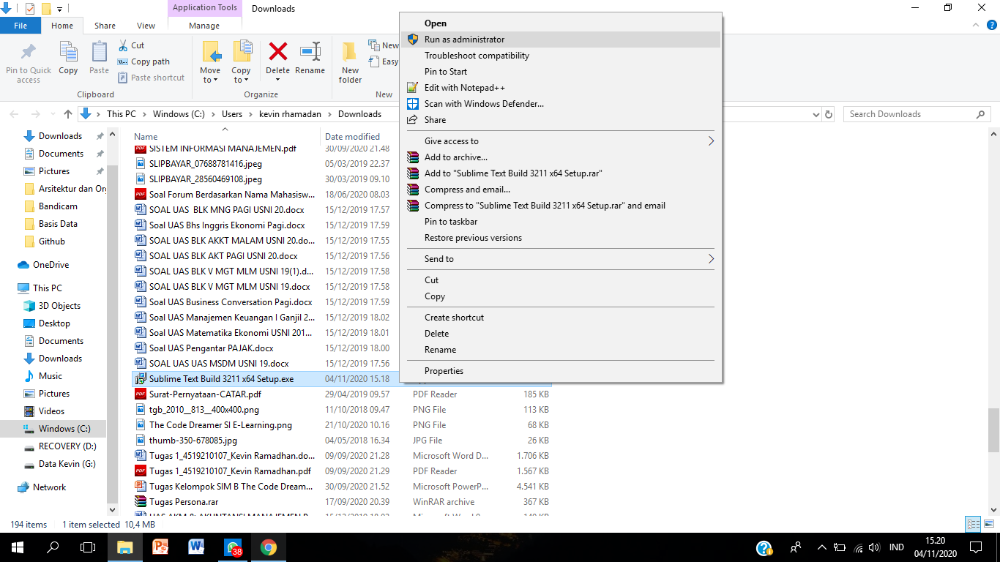 Application Tools
Downloads
File
Home
Share
View
Manage
Pin to Quick access
Copy
Paste
Cut
Copy path
Paste shortcut
Clipboard
Move to
Copy to
Delete
Rename
Organize
New folder
New
Easy
New
This PC
Windows (C:)
Users
kevin rhamadan
Downloads
Search Downloads
Downloads
Documents
Pictures
Arsitektur dan Org
Bandicam
Basis Data
Github
OneDrive
This PC
3D Objects
Desktop
Documents
Downloads
Music
Pictures
Videos
Windows (C:)
RECOVERY (D:)
Data Kevin (G:)
Network
Name Date modified
SISTEM INFORMASI MANAJEMEN.pdf 30/09/2020 21.48
SLIPBAYAR_07688781416.jpeg 05/03/2019 22.37
SLIPBAYAR_28560469108.jpeg 30/03/2019 09.10
Soal Forum Berdasarkan Nama Mahasisw... 18/06/2020 08.03
SOAL UAS BLK MNG PAGI USNI 20.docx 15/12/2019 17.57
Soal UAS Bhs Inggris Ekonomi Pagi.docx 15/12/2019 17.59
SOAL UAS BLK AKKT MALAM USNI 20.do... 15/12/2019 17.55
SOAL UAS BLK AKT PAGI USNI 20.docx 15/12/2019 17.56
SOAL UAS BLK V MGT MLM USNI 19(1).d... 15/12/2019 17.58
SOAL UAS BLK V MGT MLM USNI 19.docx 15/12/2019 17.58
Soal UAS Business Conversation Pagi.docx 15/12/2019 17.59
Soal UAS Manajemen Keuangan I Ganjil 2... 15/12/2019 18.02
Soal UAS Matematika Ekonomi USNI 201... 15/12/2019 18.01
Soal UAS Pengantar PAJAK.docx 15/12/2019 18.00
SOAL UAS UAS MSDM USNI 19.docx 15/12/2019 17.56
Sublime Text Build 3211 x64 Setup.exe 04/11/2020 15.18
Surat-Pernyataan-CATAR.pdf 29/04/2019 09.57 PDF Reader 185 KB
tgb_2010__813__400x400.png 11/10/2018 09.47 PNG File 113 KB
The Code Dreamer SI E-Learning.png 21/10/2020 10.16 PNG File 68 KB
thumb-350-678085.jpg 04/05/2018 16.34 JPG File 26 KB
Tugas 1_4519210107_Kevin Ramadhan.do... 09/09/2020 21.28 Microsoft Word D... 1.706 KB
Tugas 1_4519210107_Kevin Ramadhan.pdf 09/09/2020 21.29 PDF Reader 1.567 KB
Tugas Kelompok SIM B The Code Dream... 30/09/2020 21.52 Microsoft PowerP... 4.541 KB
Tugas Persona.rar 17/09/2020 20.39 WinRAR archive 367 KB
Open
Run as administrator
Troubleshoot compatibility
Pin to Start
Edit with Notepad++
Scan with Windows Defender...
Share
Give access to
Add to archive...
Add to "Sublime Text Build 3211 x64 Setup.rar"
Compress and email...
Compress to "Sublime Text Build 3211 x64 Setup.rar" and email
Pin to taskbar
Restore previous versions
Send to
Cut
Copy
Create shortcut
Delete
Rename
Properties
194 items 1 item selected 10,4 MB
38
IND
15.20
04/11/2020